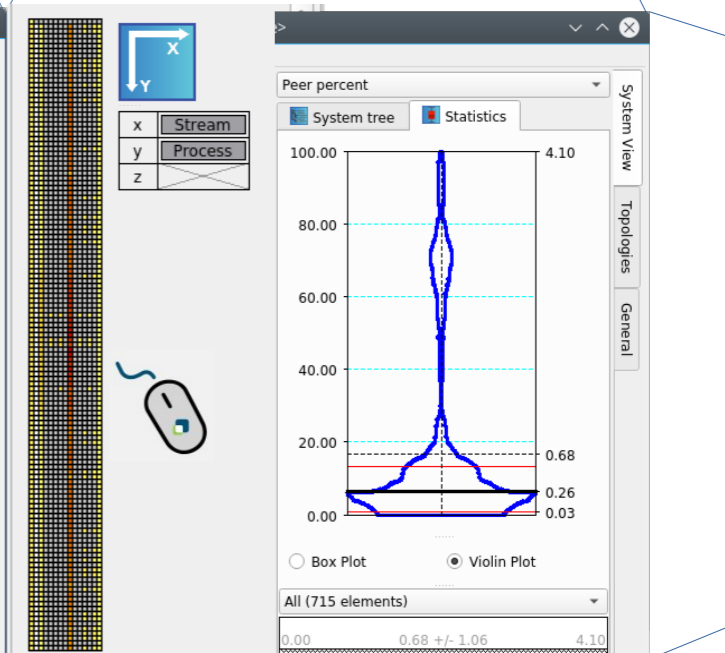 X
Y
x Stream
y Process
z
>
Peer percent
System tree Statistics
100.00 4.10
80.00
60.00
40.00
20.00
0.68
0.26
0.03
0.00
Box Plot Violin Plot
All (715 elements)
0.00 0.68 +/- 1.06 4.10
System View
Topologies
General